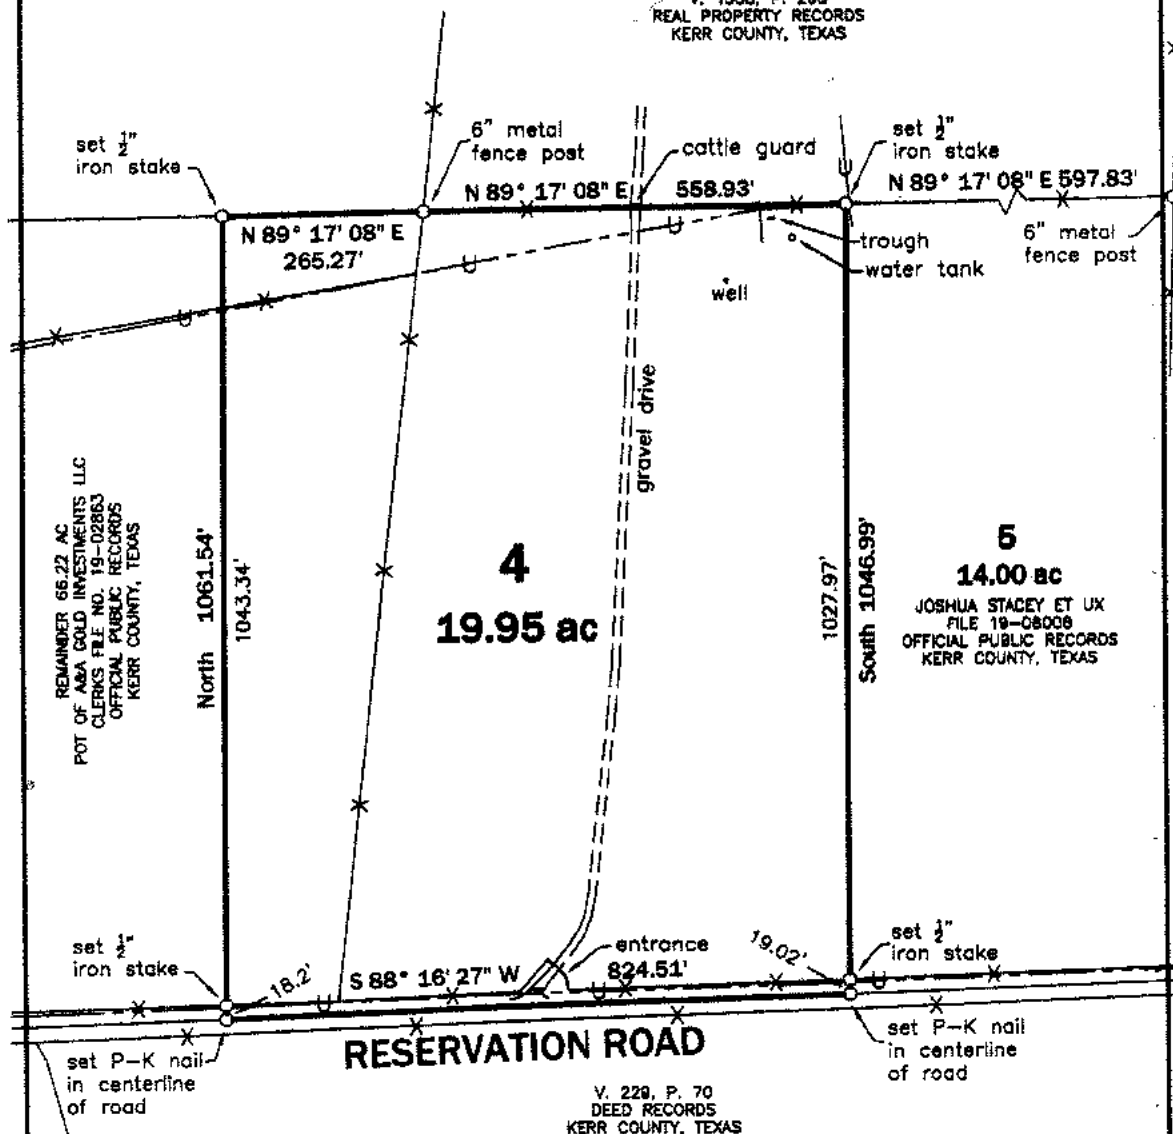 REAL PROPERTY RECORDS
KERR COUNTY, TEXAS
set ½"
iron stake
6" metal
fence post
cattle guard
set ½"
iron stake
N 89° 17' 08" E
558.93'
N 89° 17' 08" E 597.83'
N 89° 17' 08" E
265.27'
trough
water tank
6" metal
fence post
well
gravel drive
REMAINDER 66.22 AC
POT OF A&A GOLD INVESTMENTS LLC
CLERKS FILE NO. 19-02863
OFFICIAL PUBLIC RECORDS
KERR COUNTY, TEXAS
North 1061.54'
1043.34'
4
19.95 ac
1027.97'
South 1046.99'
5
14.00 ac
JOSHUA STACEY ET UX
FILE 19-08008
OFFICIAL PUBLIC RECORDS
KERR COUNTY, TEXAS
set ½"
iron stake
18.2'
S 88° 16' 27" W
entrance
824.51'
19.02'
set ½"
iron stake
set P-K nail
in centerline
of road
RESERVATION ROAD
set P-K nail
in centerline
of road
V. 229, P. 70
DEED RECORDS
KERR COUNTY, TEXAS